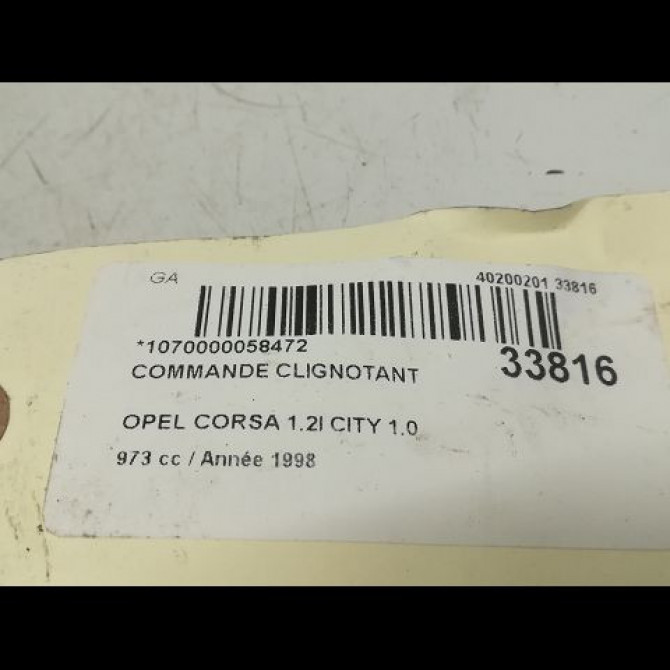 GA 40200201 33816
*1070000058472 33816
COMMANDE CLIGNOTANT
OPEL CORSA 1.2I CITY 1.0
973 cc / Année 1998